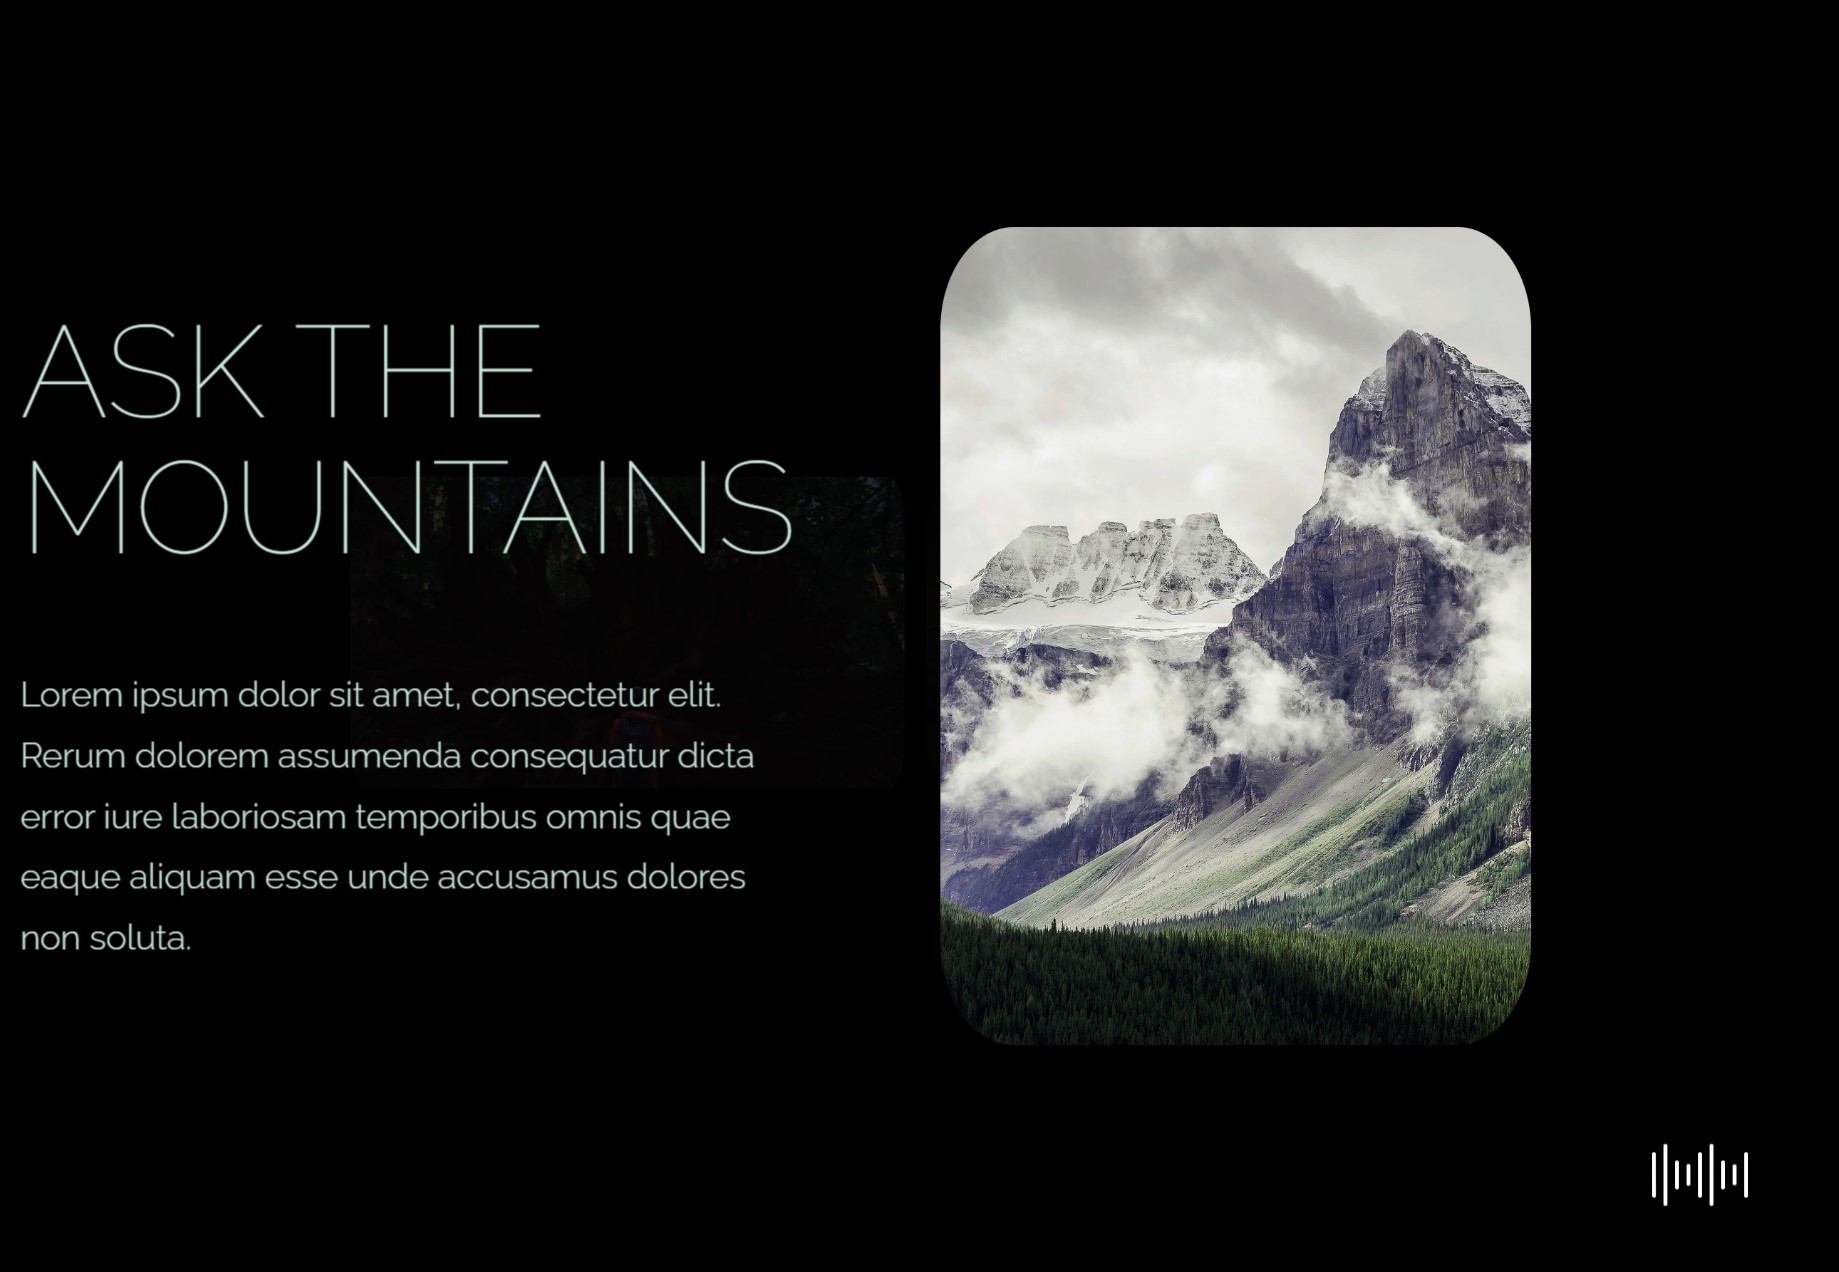 ASK THE
MOUNTAINS
Lorem ipsum dolor sit amet, consectetur elit.
Rerum dolorem assumenda consequatur dicta
error iure laboriosam temporibus omnis quae
eaque aliquam esse unde accusamus dolores
non soluta.